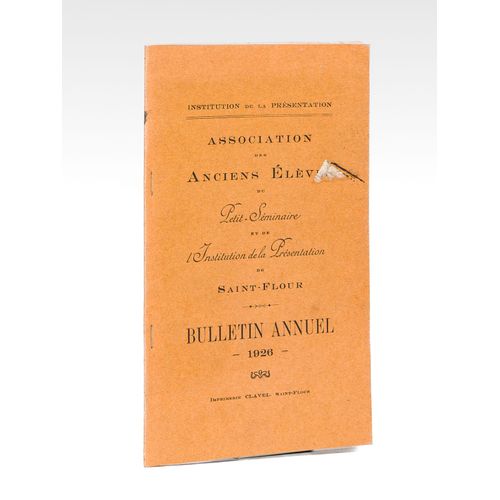 INSTITUTION DE LA PRÉSENTATION
ASSOCIATION
DES
ANCIENS ÉLÈV
DU
Petit-Séminaire
ET DE
l'Institution de la Présentation
DE
SAINT-FLOUR
BULLETIN ANNUEL
- 1926 -
IMPRIMERIE CLAVEL SAINT-FLOUR